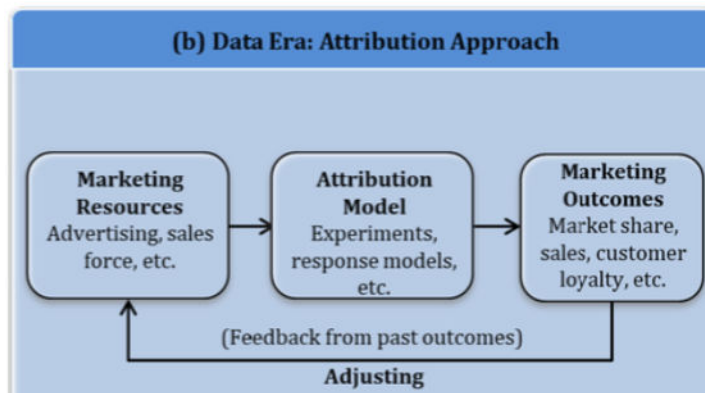 (b) Data Era: Attribution Approach
Marketing
Resources
Advertising, sales
force, etc.
Attribution
Model
Experiments,
response models,
etc.
Marketing
Outcomes
Market share,
sales, customer
loyalty, etc.
(Feedback from past outcomes)
Adjusting